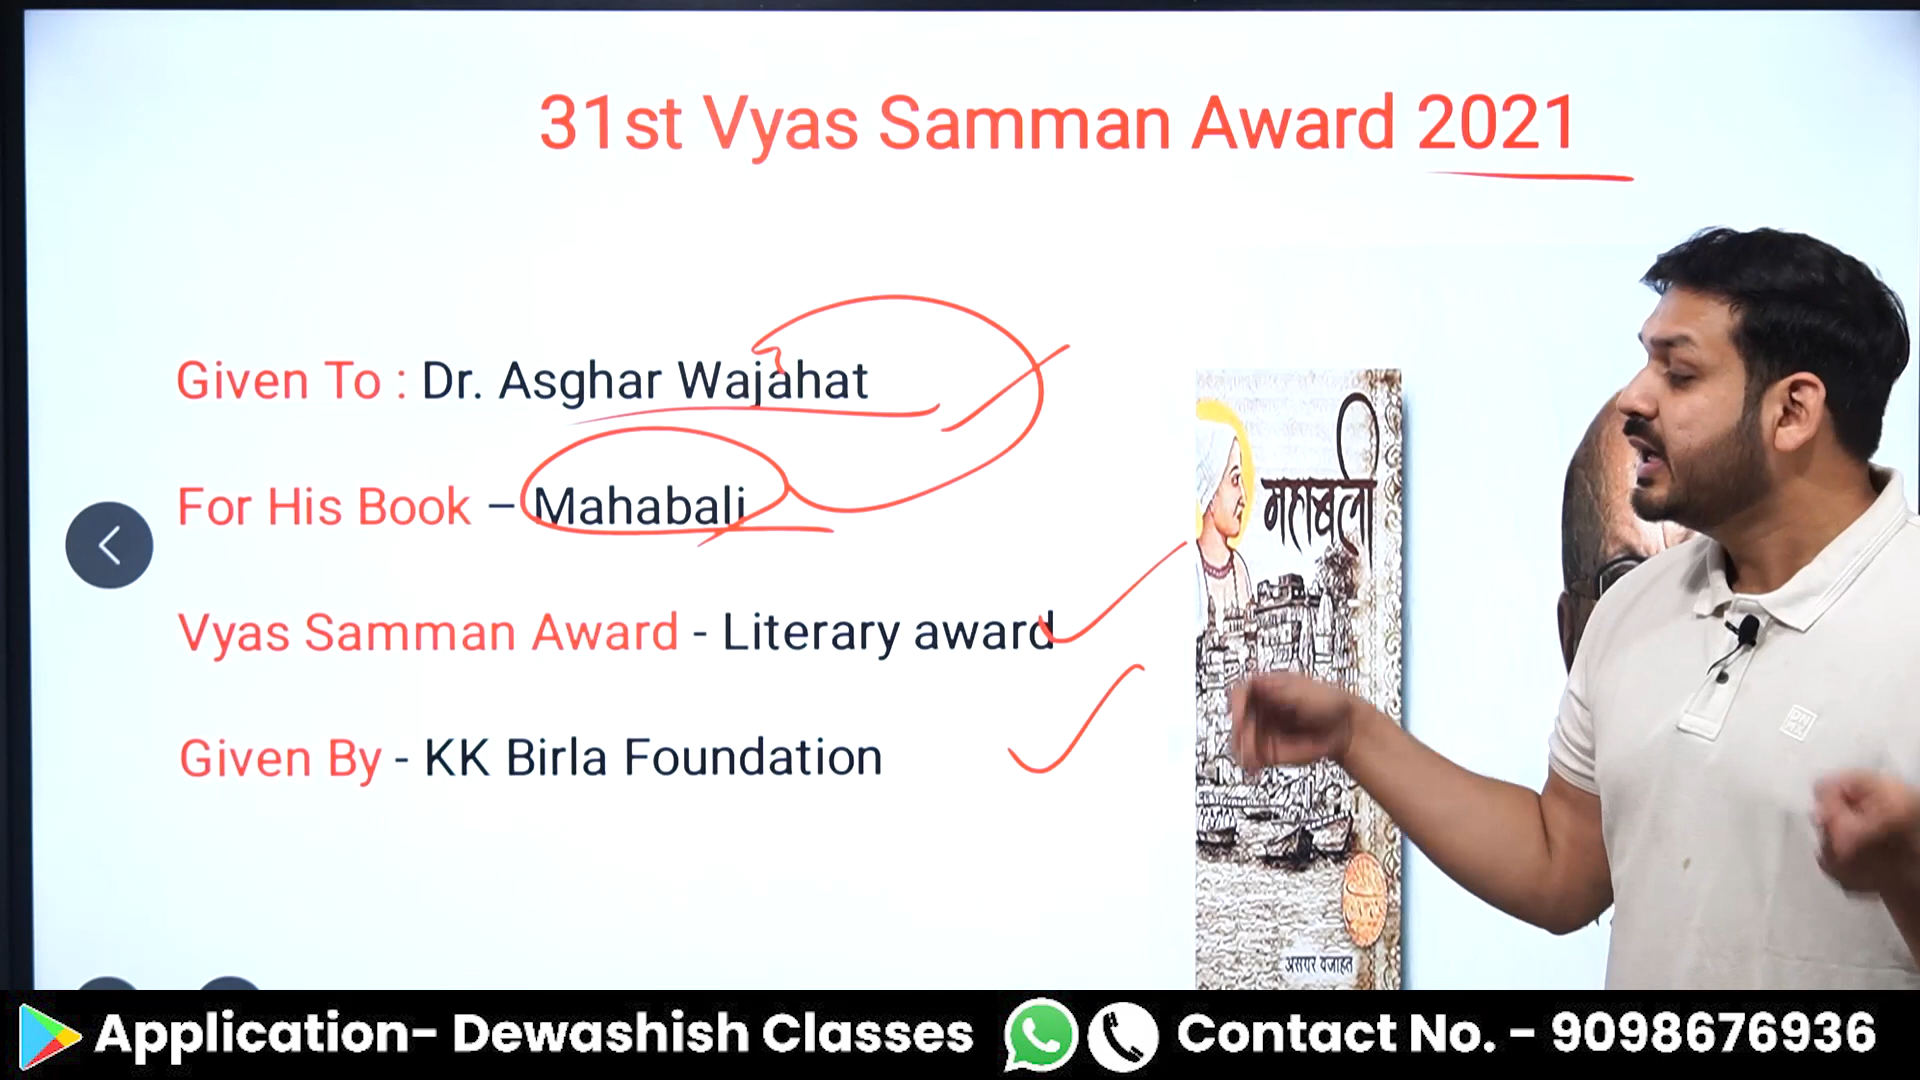 31st Vyas Samman Award 2021
Given To : Dr. Asghar Wajahat
For His Book – Mahabali
Vyas Samman Award - Literary award
Given By - KK Birla Foundation
महाबली
असग़र वजाहत
Application- Dewashish Classes
Contact No. - 9098676936